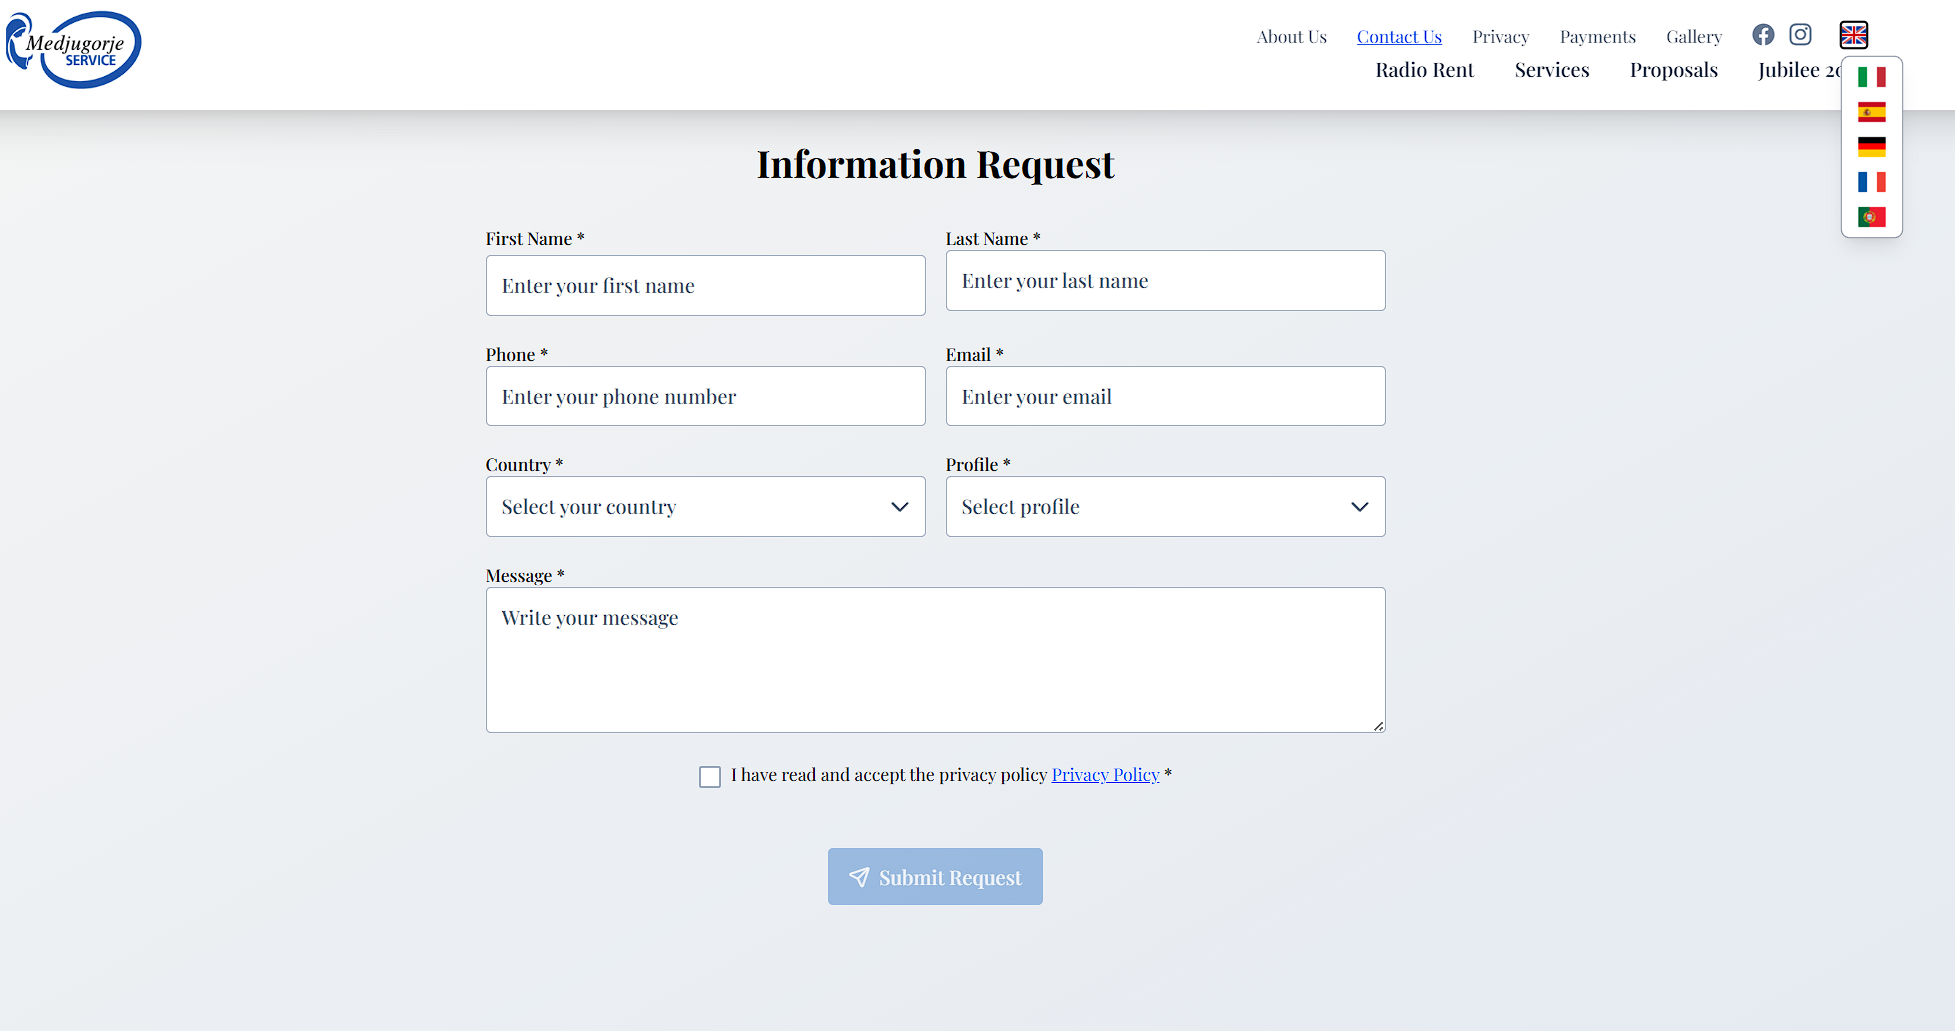 Medjugorje
SERVICE
About Us Contact Us Privacy Payments Gallery
Radio Rent Services Proposals Jubilee
Information Request
First Name * Last Name *
Enter your first name Enter your last name
Phone * Email *
Enter your phone number Enter your email
Country * Profile *
Select your country Select profile
Message *
Write your message
I have read and accept the privacy policy Privacy Policy *
Submit Request